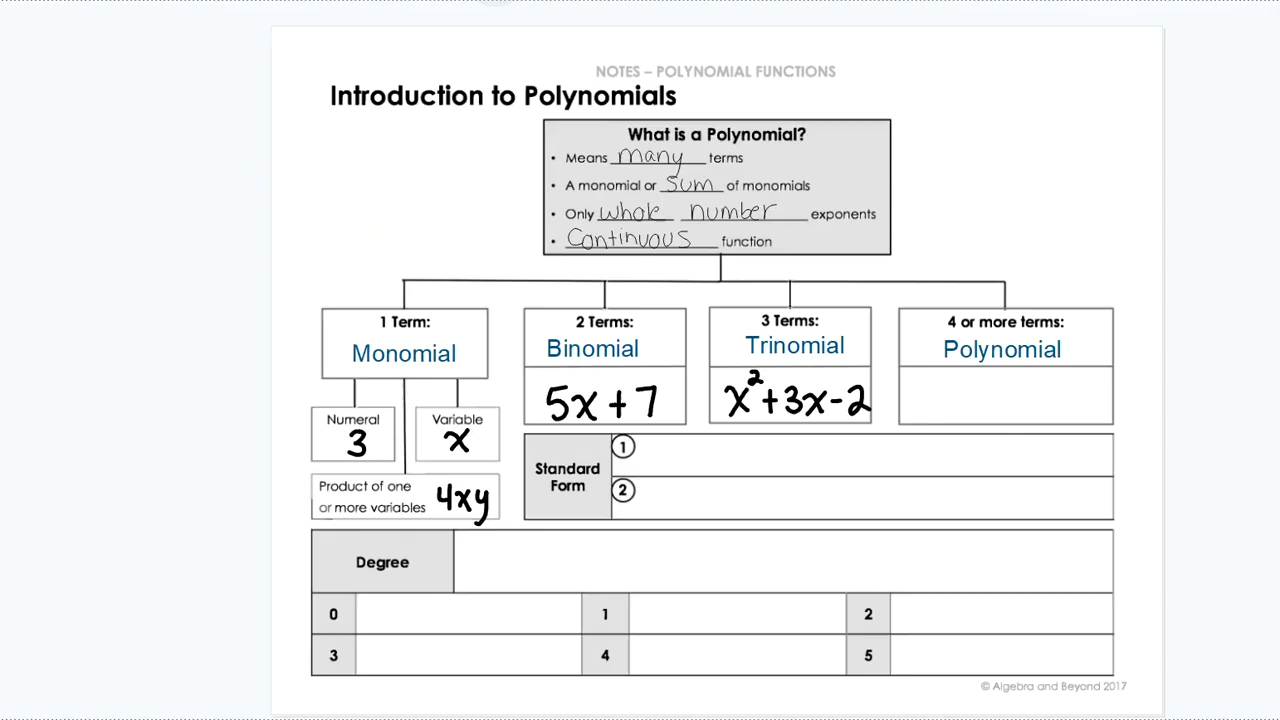 NOTES – POLYNOMIAL FUNCTIONS
Introduction to Polynomials
What is a Polynomial?
• Means many terms
• A monomial or sum of monomials
• Only whole number exponents
• Continuous function
1 Term:
Monomial
2 Terms:
Binomial
3 Terms:
Trinomial
4 or more terms:
Polynomial
5x + 7
x²+3x-2
Numeral
3
Variable
x
Product of one
or more variables
4xy
Standard
Form
①
②
Degree
0
1
2
3
4
5
© Algebra and Beyond 2017